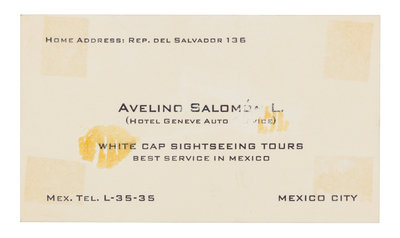 HOME ADDRESS: REP. DEL SALVADOR 136
AVELINO SALOMÓN L.
(HOTEL GENEVE AUTO
WHITE CAP SIGHTSEEING TOURS
BEST SERVICE IN MEXICO
MEX. TEL. L-35-35
MEXICO CITY